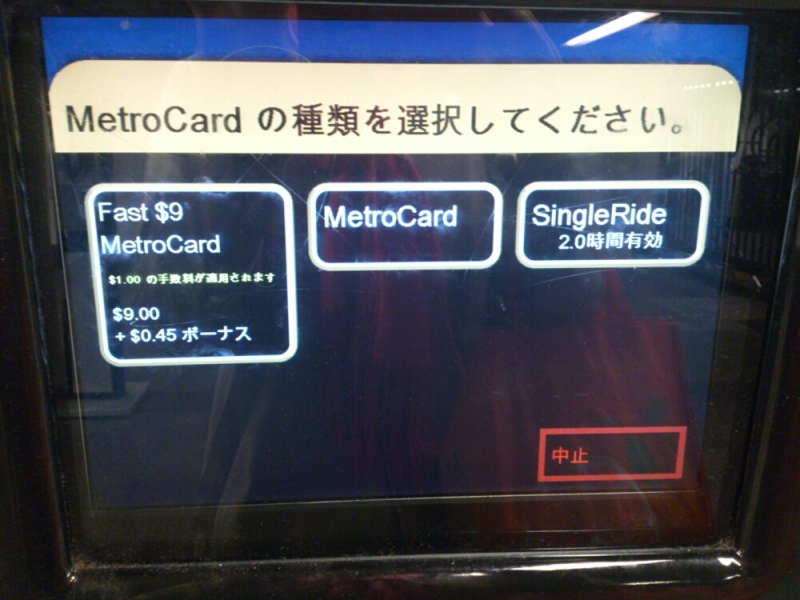 MetroCard の種類を選択してください。
Fast $9
MetroCard
$1.00 の手数料が適用されます
$9.00
+ $0.45 ボーナス
MetroCard
SingleRide
2.0時間有効
中止